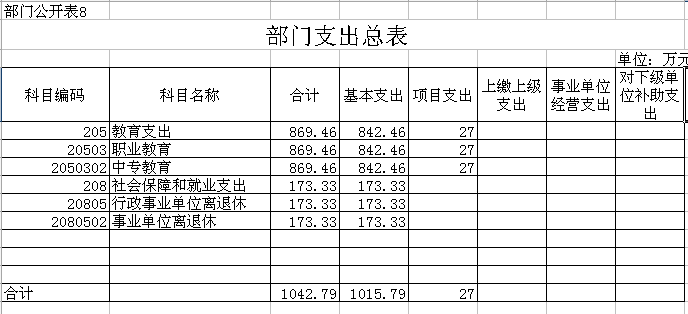 部门公开表8
部门支出总表
单位：万元
科目编码 科目名称 合计 基本支出 项目支出 上缴上级支出 事业单位经营支出 对下级单位补助支出
205 教育支出 869.46 842.46 27
20503 职业教育 869.46 842.46 27
2050302 中专教育 869.46 842.46 27
208 社会保障和就业支出 173.33 173.33
20805 行政事业单位离退休 173.33 173.33
2080502 事业单位离退休 173.33 173.33
合计 1042.79 1015.79 27